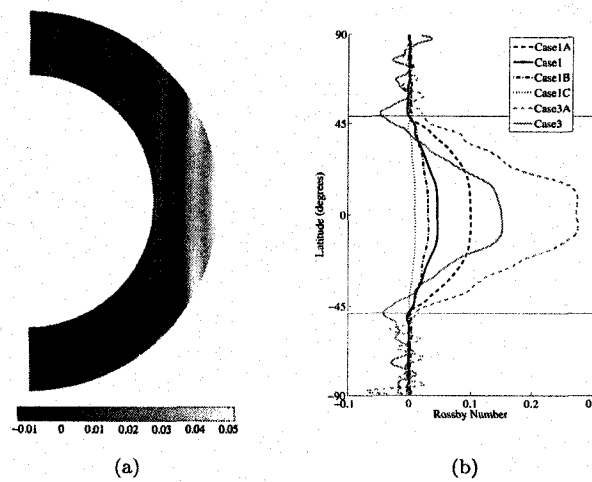 90
45
0
-45
-90
Latitude (degrees)
Case1A
Case1
Case1B
Case1C
Case3A
Case3
-0.1 0 0.1 0.2 0.
Rossby Number
-0.01 0 0.01 0.02 0.03 0.04 0.05
(a)
(b)